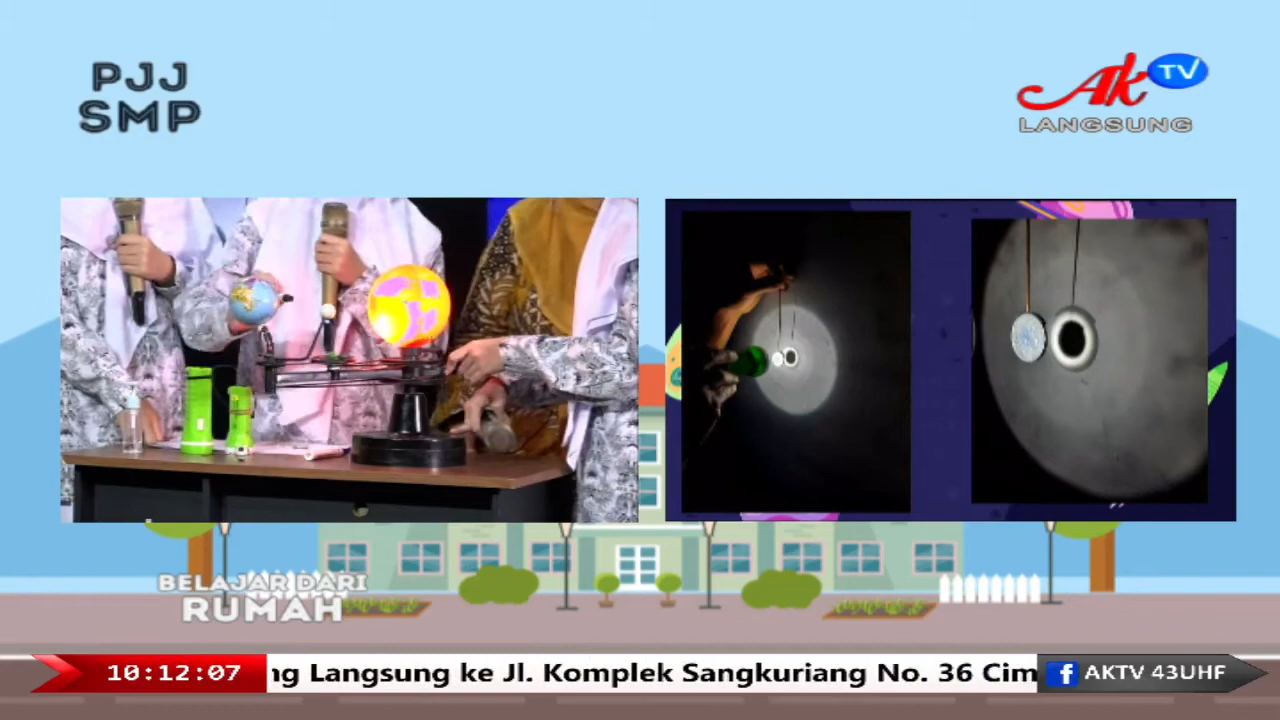 PJJ
SMP
Ak TV
LANGSUNG
BELAJAR DARI
RUMAH
10:12:07
ng Langsung ke Jl. Komplek Sangkuriang No. 36 Cim
AKTV 43UHF